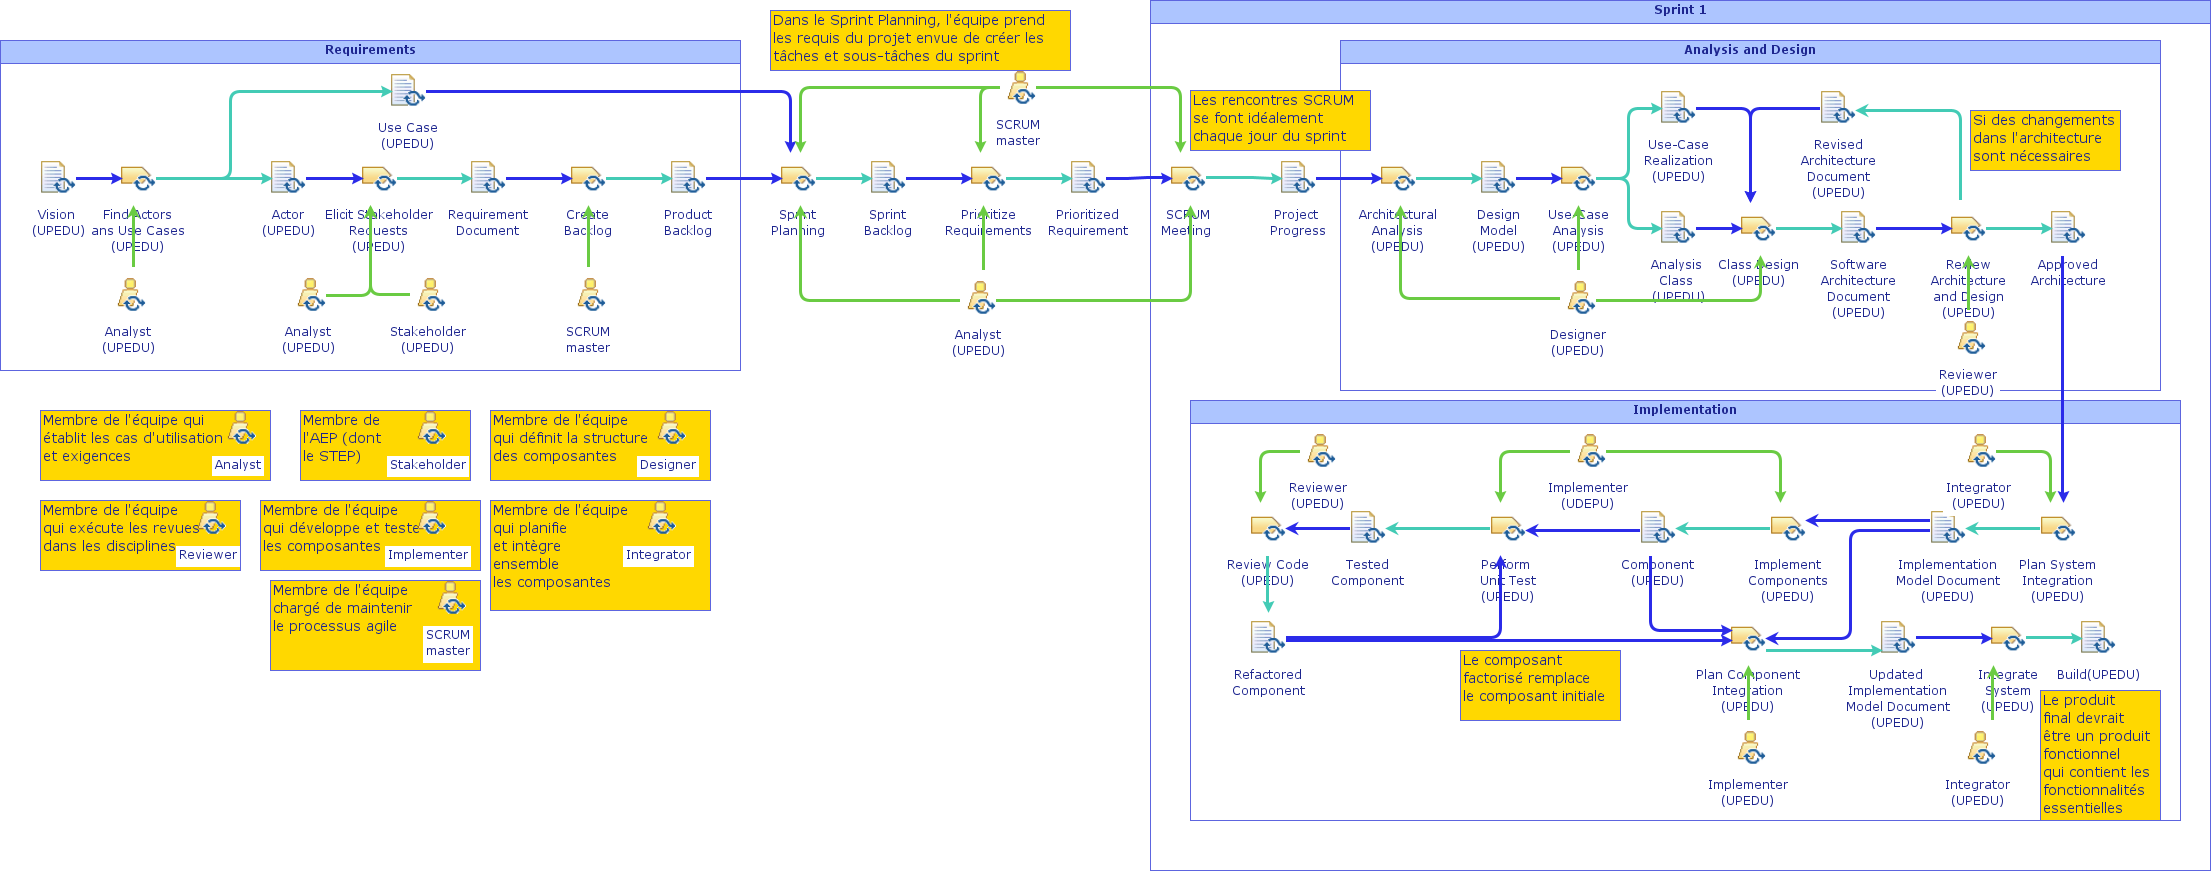 Sprint 1
Dans le Sprint Planning, l'équipe prend
les requis du projet envue de créer les
tâches et sous-tâches du sprint
Requirements
Use Case
(UPEDU)
Vision
(UPEDU)
Find Actors
ans Use Cases
(UPEDU)
Actor
(UPEDU)
Elicit Stakeholder
Requests
(UPEDU)
Requirement
Document
Create
Backlog
Product
Backlog
Analyst
(UPEDU)
Analyst
(UPEDU)
Stakeholder
(UPEDU)
SCRUM
master
SCRUM
master
Sprint
Planning
Sprint
Backlog
Prioritize
Requirements
Prioritized
Requirement
SCRUM
Meeting
Analyst
(UPEDU)
Les rencontres SCRUM
se font idéalement
chaque jour du sprint
Project
Progress
Analysis and Design
Use-Case
Realization
(UPEDU)
Revised
Architecture
Document
(UPEDU)
Si des changements
dans l'architecture
sont nécessaires
Architectural
Analysis
(UPEDU)
Design
Model
(UPEDU)
Use-Case
Analysis
(UPEDU)
Analysis
Class
(UPEDU)
Class Design
(UPEDU)
Software
Architecture
Document
(UPEDU)
Review
Architecture
and Design
(UPEDU)
Approved
Architecture
Designer
(UPEDU)
Reviewer
(UPEDU)
Membre de l'équipe qui
établit les cas d'utilisation
et exigences
Analyst
Membre de
l'AEP (dont
le STEP)
Stakeholder
Membre de l'équipe
qui définit la structure
des composantes
Designer
Membre de l'équipe
qui exécute les revues
dans les disciplines
Reviewer
Membre de l'équipe
qui développe et teste
les composantes
Implementer
Membre de l'équipe
qui planifie
et intègre
ensemble
les composantes
Integrator
Membre de l'équipe
chargé de maintenir
le processus agile
SCRUM
master
Implementation
Reviewer
(UPEDU)
Implementer
(UDEPU)
Integrator
(UPEDU)
Review Code
(UPEDU)
Tested
Component
Perform
Unit Test
(UPEDU)
Component
(UPEDU)
Implement
Components
(UPEDU)
Implementation
Model Document
(UPEDU)
Plan System
Integration
(UPEDU)
Refactored
Component
Le composant
factorisé remplace
le composant initiale
Plan Component
Integration
(UPEDU)
Updated
Implementation
Model Document
(UPEDU)
Integrate
System
(UPEDU)
Build(UPEDU)
Implementer
(UPEDU)
Integrator
(UPEDU)
Le produit
final devrait
être un produit
fonctionnel
qui contient les
fonctionnalités
essentielles